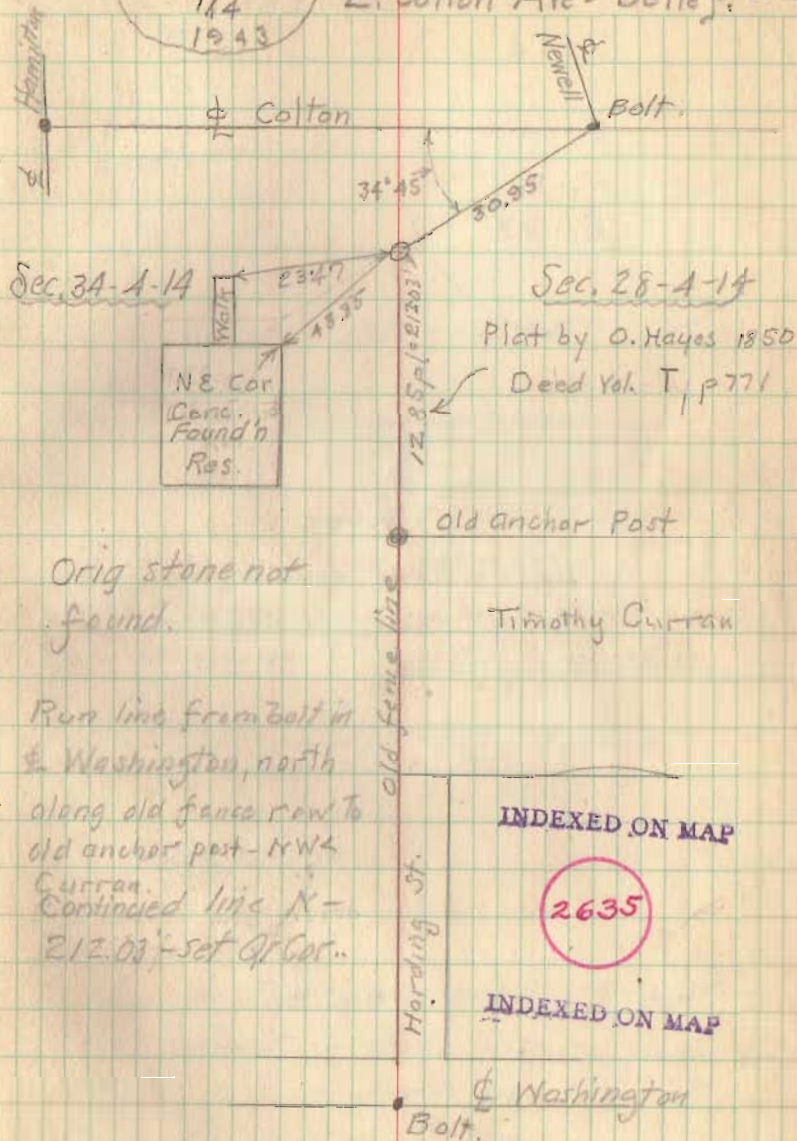 1943
Hamilton
℄
℄ Colton
Newell
℄
Bolt.
34°45'
30.95
23.47
48.95
Sec. 34-4-14
Sec. 28-4-14
Walk
NE Cor
Conc.
Found'n
Res.
Plat by O. Hayes 1850
Deed Vol. T, p 771
old anchor Post
Orig stone not
found.
Timothy Curran
Old fence line
Run line from bolt in
℄ Washington, north
along old fence row To
old anchor post - NW<
Curran.
Continued line N-
212.03'-set Qr Cor..
Harding St.
INDEXED ON MAP
2635
INDEXED ON MAP
℄ Washington
Bolt.